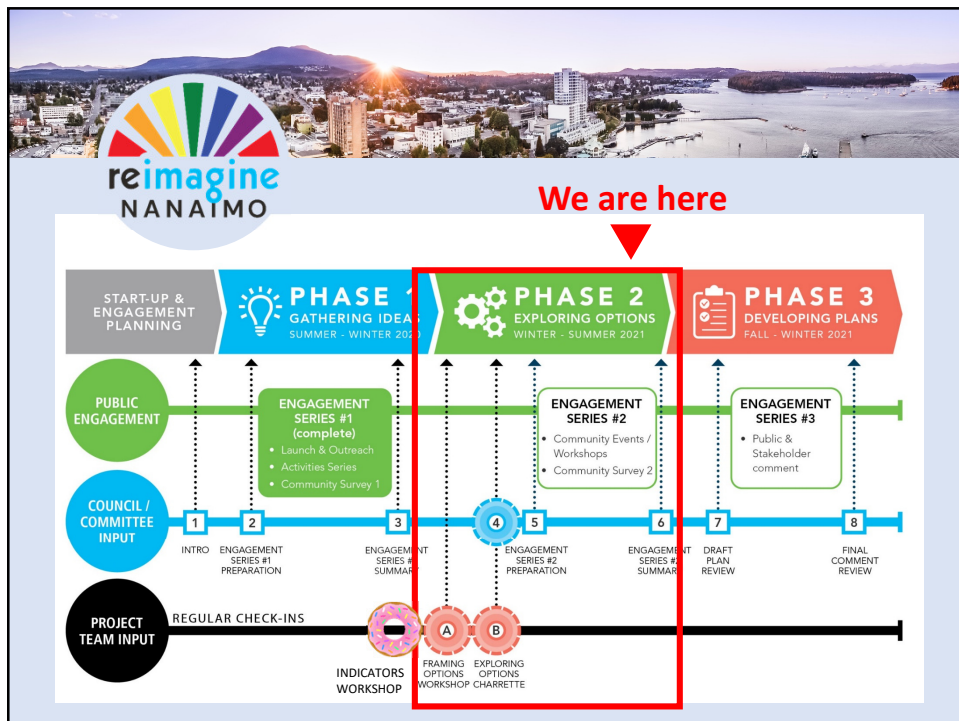 reimagine
NANAIMO
We are here
START-UP &
ENGAGEMENT
PLANNING
PHASE 1
GATHERING IDEAS
SUMMER - WINTER 2020
PHASE 2
EXPLORING OPTIONS
WINTER - SUMMER 2021
PHASE 3
DEVELOPING PLANS
FALL - WINTER 2021
PUBLIC
ENGAGEMENT
ENGAGEMENT
SERIES #1
(complete)
• Launch & Outreach
• Activities Series
• Community Survey 1
ENGAGEMENT
SERIES #2
• Community Events /
Workshops
• Community Survey 2
ENGAGEMENT
SERIES #3
• Public &
Stakeholder
comment
COUNCIL /
COMMITTEE
INPUT
1
INTRO
2
ENGAGEMENT
SERIES #1
PREPARATION
3
ENGAGEMENT
SERIES #1
SUMMARY
4
5
ENGAGEMENT
SERIES #2
PREPARATION
6
ENGAGEMENT
SERIES #2
SUMMARY
7
DRAFT
PLAN
REVIEW
8
FINAL
COMMENT
REVIEW
PROJECT
TEAM INPUT
REGULAR CHECK-INS
INDICATORS
WORKSHOP
A
FRAMING
OPTIONS
WORKSHOP
B
EXPLORING
OPTIONS
CHARRETTE